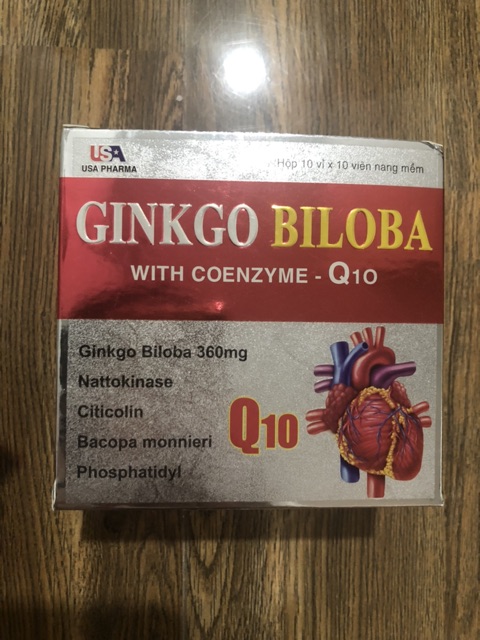 USA
USA PHARMA
Hộp 10 vỉ x 10 viên nang mềm
GINKGO BILOBA
WITH COENZYME - Q10
Ginkgo Biloba 360mg
Nattokinase
Citicolin
Bacopa monnieri
Phosphatidyl
Q10